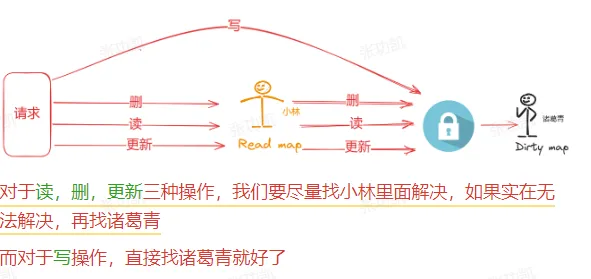 写
请求
删
读
更新
小林
Read map
删
读
更新
诸葛青
Dirty map
对于读，删，更新三种操作，我们要尽量找小林里面解决，如果实在无
法解决，再找诸葛青
而对于写操作，直接找诸葛青就好了